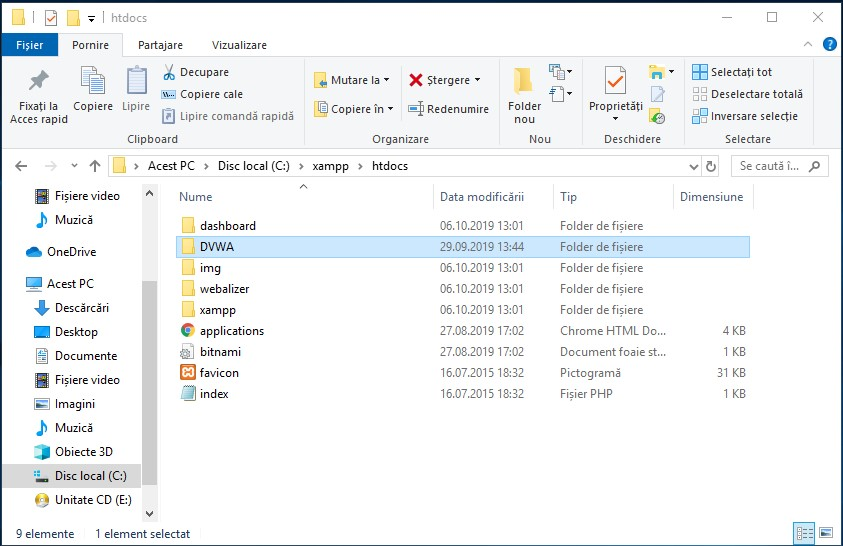 htdocs
Fișier Pornire Partajare Vizualizare
Fixați la Acces rapid
Copiere
Lipire
Decupare
Copiere cale
Lipire comandă rapidă
Clipboard
Mutare la
Copiere în
Ștergere
Redenumire
Organizare
Folder nou
Nou
Proprietăți
Deschidere
Selectați tot
Deselectare totală
Inversare selecție
Selectare
Acest PC > Disc local (C:) > xampp > htdocs
Se caută î...
Fișiere video
Muzică
OneDrive
Acest PC
Descărcări
Desktop
Documente
Fișiere video
Imagini
Muzică
Obiecte 3D
Disc local (C:)
Unitate CD (E:)
Nume Data modificării Tip Dimensiune
dashboard 06.10.2019 13:01 Folder de fișiere
DVWA 29.09.2019 13:44 Folder de fișiere
img 06.10.2019 13:01 Folder de fișiere
webalizer 06.10.2019 13:01 Folder de fișiere
xampp 06.10.2019 13:01 Folder de fișiere
applications 27.08.2019 17:02 Chrome HTML Do... 4 KB
bitnami 27.08.2019 17:02 Document foaie st... 1 KB
favicon 16.07.2015 18:32 Pictogramă 31 KB
index 16.07.2015 18:32 Fișier PHP 1 KB
9 elemente 1 element selectat